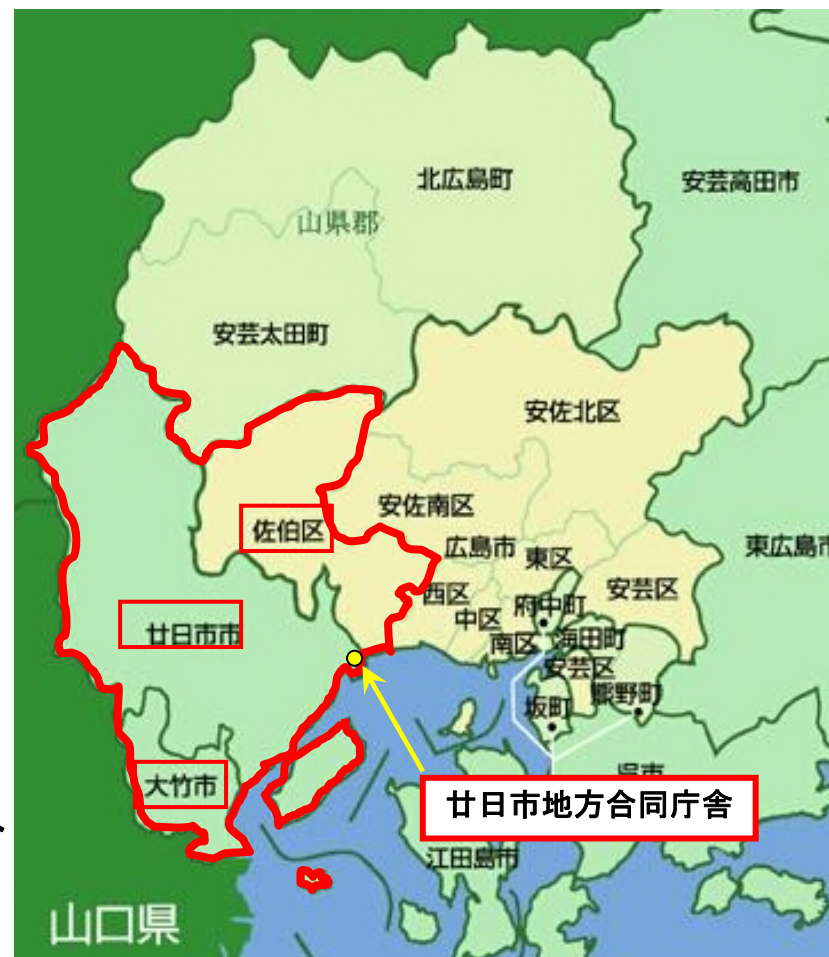 北広島町
安芸高田市
山県郡
安芸太田町
安佐北区
安佐南区
佐伯区
広島市
東区
東広島市
安芸区
西区
府中町
中区
廿日市市
南区
海田町
安芸区
熊野町
坂町
呉市
大竹市
廿日市地方合同庁舎
江田島市
山口県